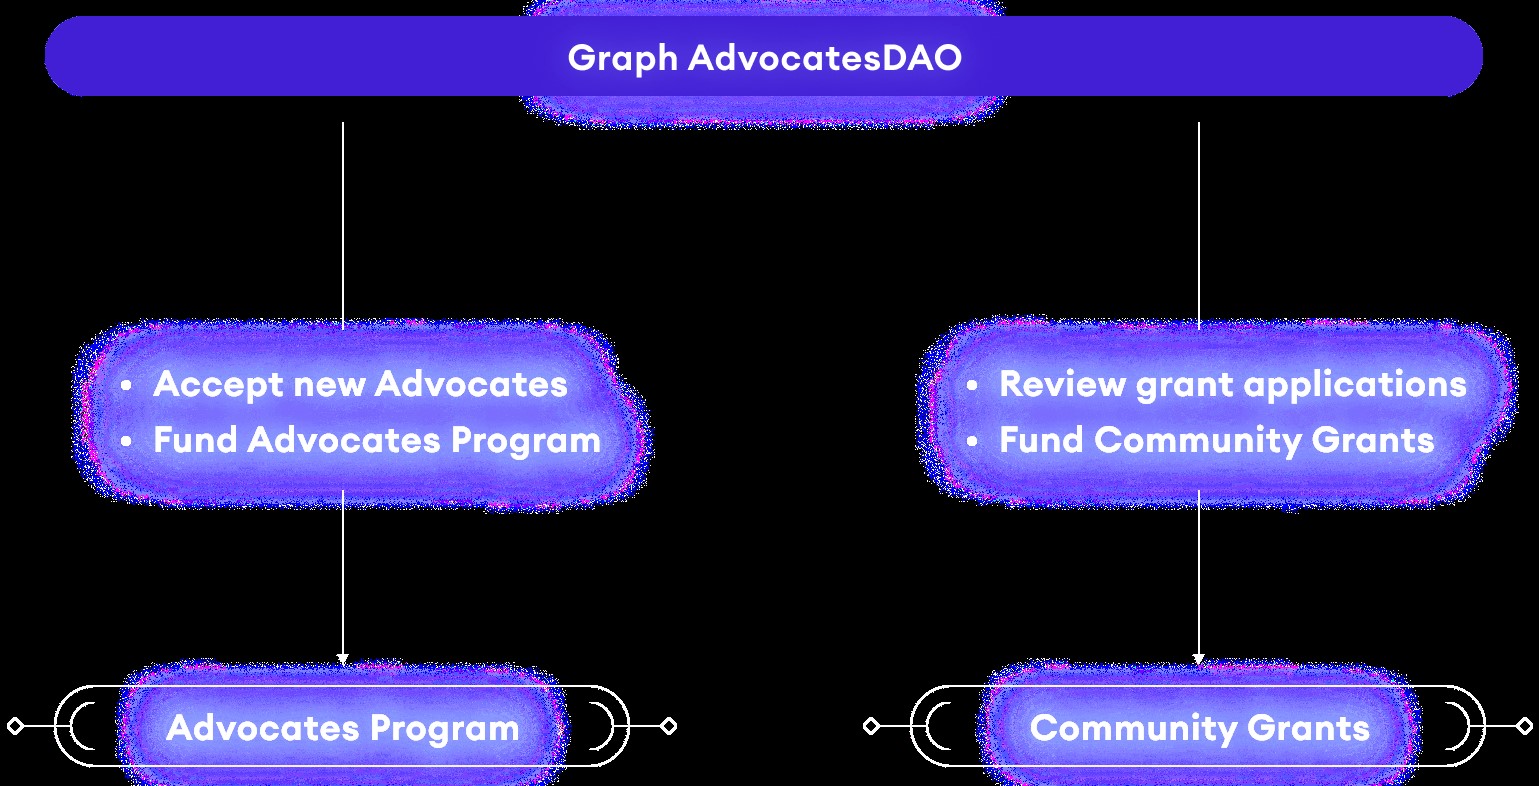 Graph AdvocatesDAO
• Accept new Advocates
• Fund Advocates Program
• Review grant applications
• Fund Community Grants
Advocates Program
Community Grants